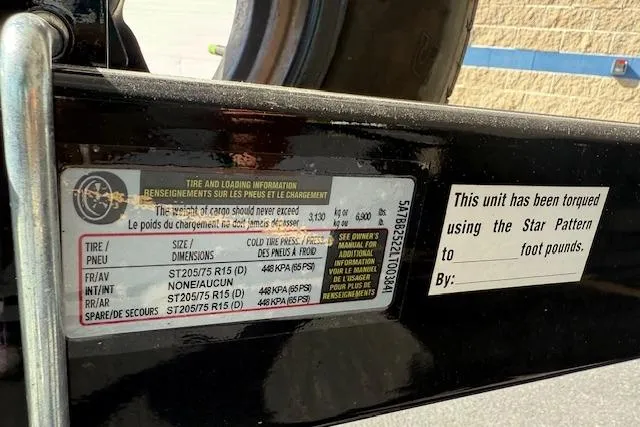 TIRE AND LOADING INFORMATION
RENSEIGNEMENTS SUR LES PNEUS ET LE CHARGEMENT
The weight of cargo should never exceed 3,130 kg or 6,900 lb
Le poids du chargement ne doit jamais dépasser kg ou lb
TIRE / SIZE / COLD TIRE PRESS./PRESS.
PNEU DIMENSIONS DES PNEUS À FROID
FR/AV ST205/75 R15 (D) 448 KPA (65 PSI)
INT/INT NONE/AUCUN
RR/AR ST205/75 R15 (D) 448 KPA (65 PSI)
SPARE/DE SECOURS ST205/75 R15 (D) 448 KPA (65 PSI)
SEE OWNER'S
MANUAL FOR
ADDITIONAL
INFORMATION
VOIR LE MANUEL
DE L'USAGER
POUR PLUS DE
RENSEIGNEMENTS
This unit has been torqued
using the Star Pattern
to ________ foot pounds.
By: ________